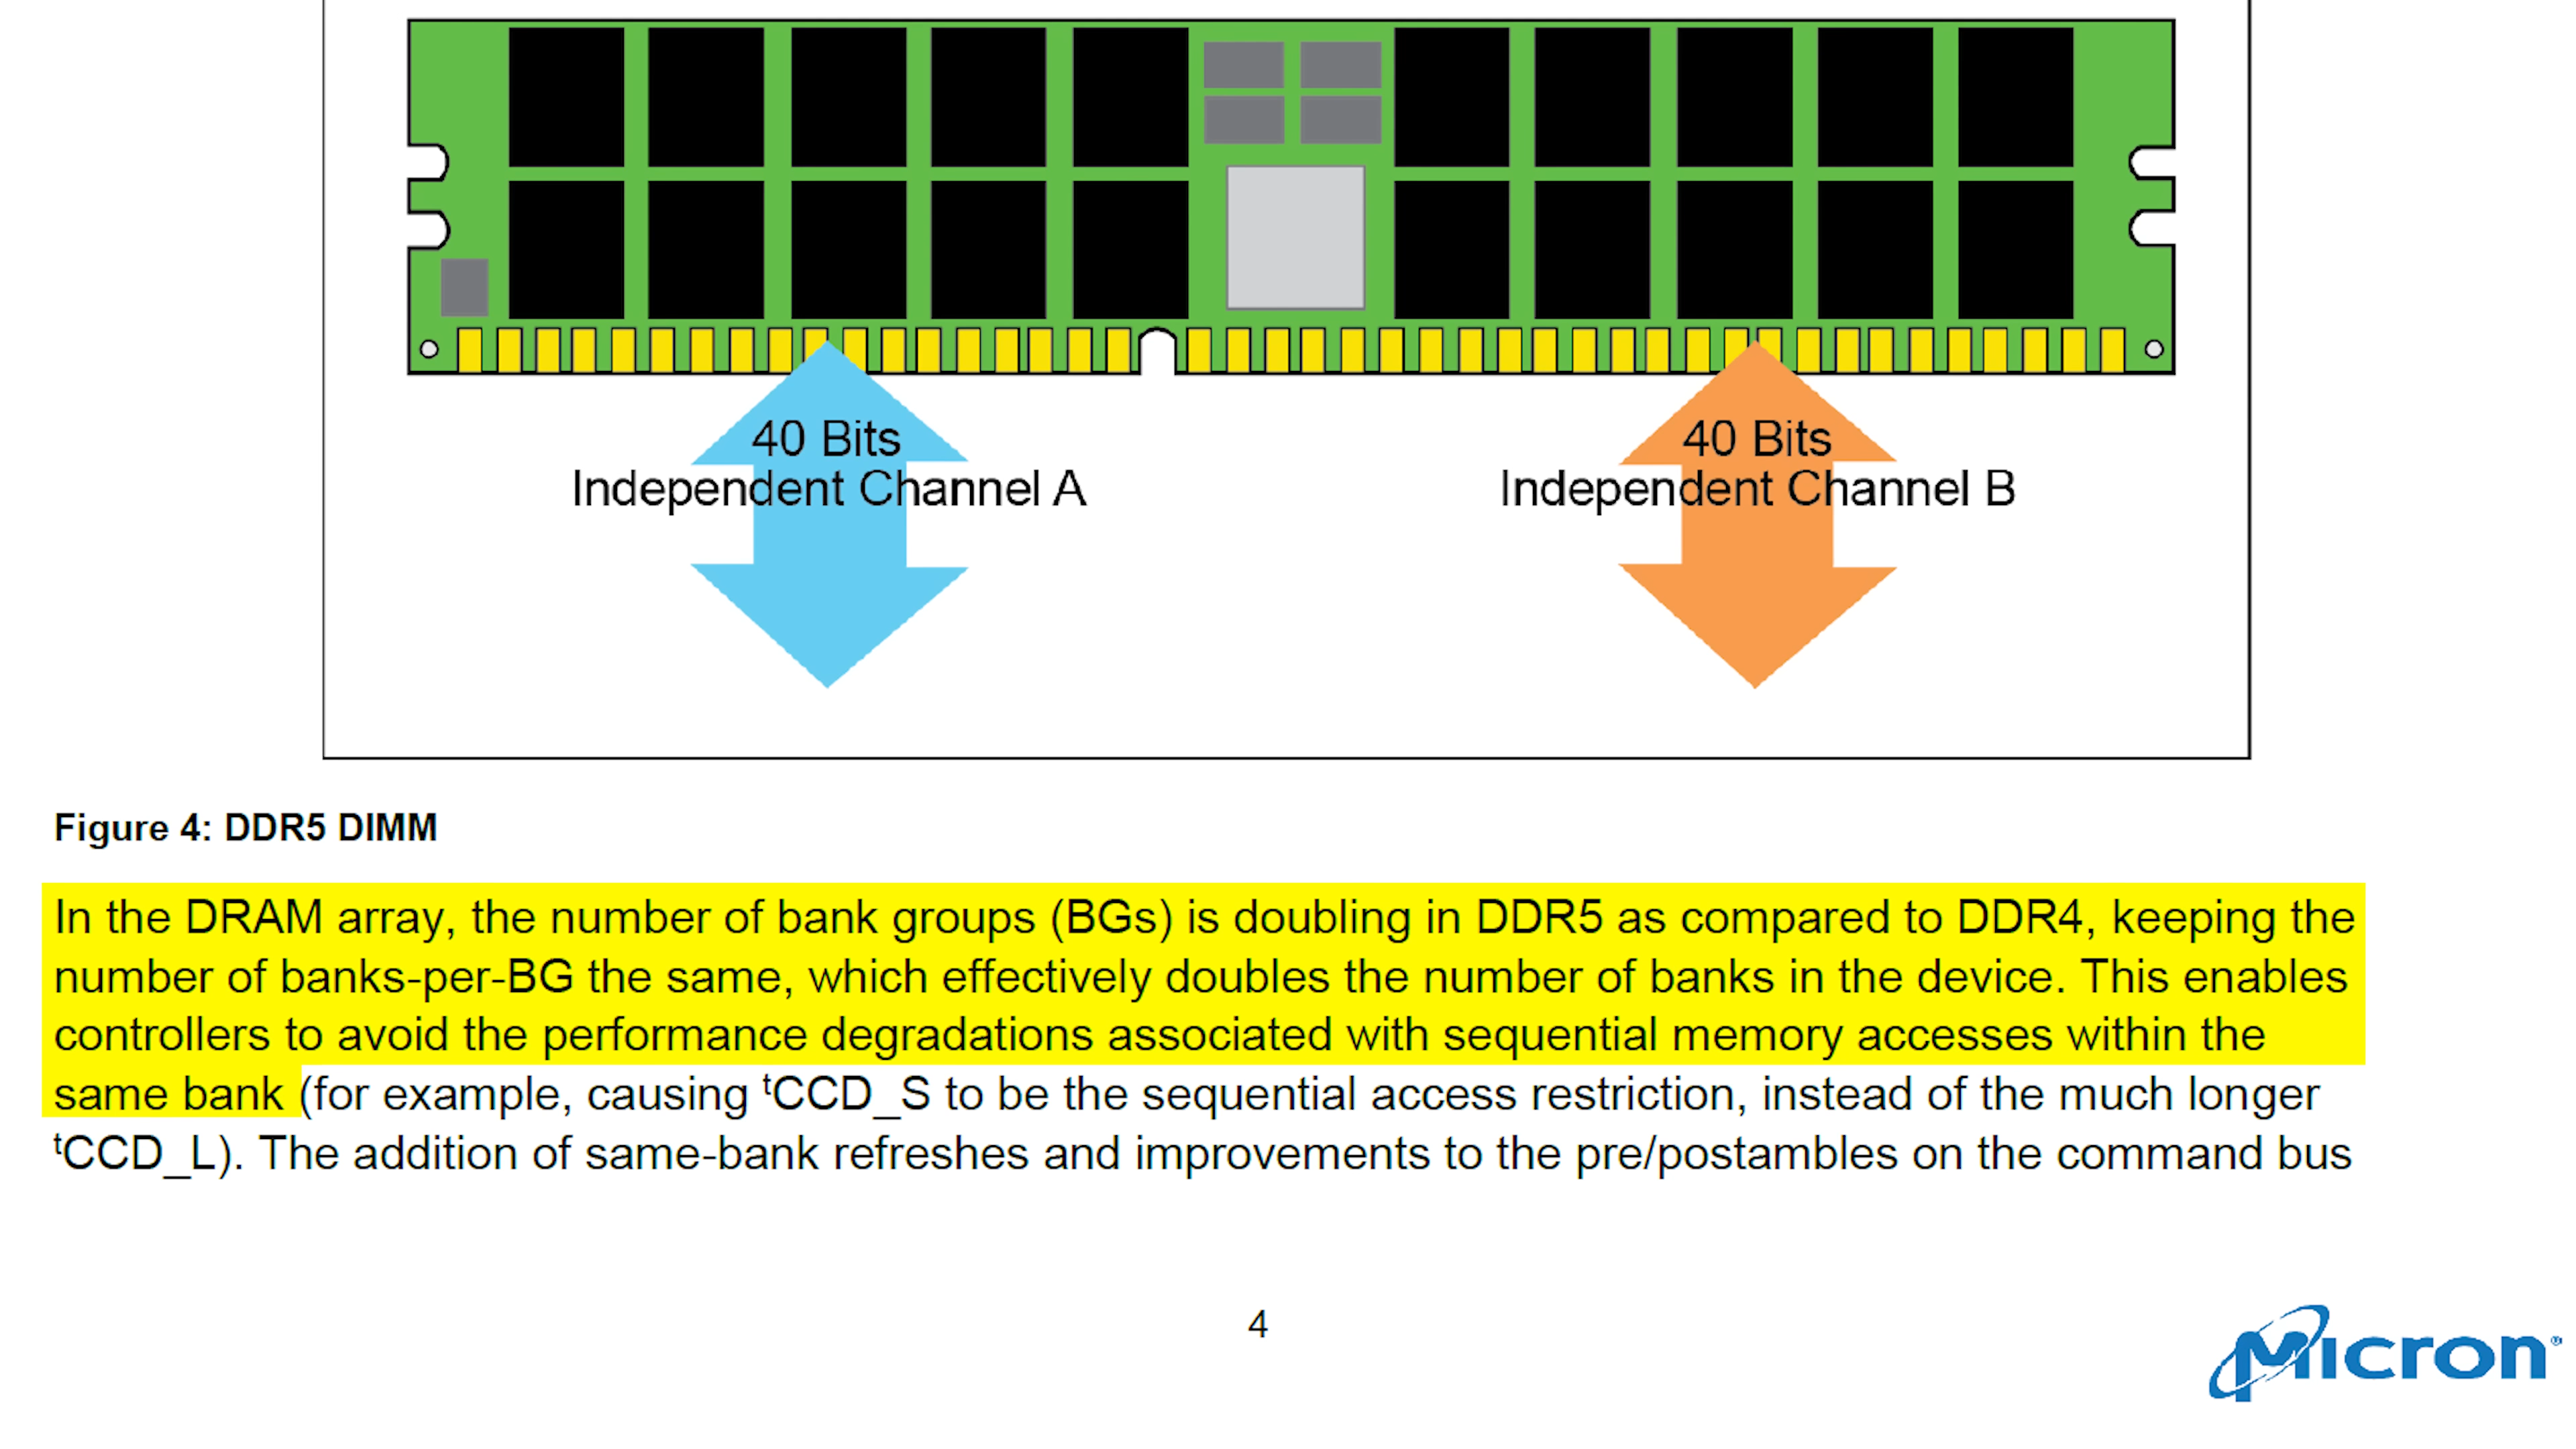 40 Bits
Independent Channel A
40 Bits
Independent Channel B
Figure 4: DDR5 DIMM
In the DRAM array, the number of bank groups (BGs) is doubling in DDR5 as compared to DDR4, keeping the
number of banks-per-BG the same, which effectively doubles the number of banks in the device. This enables
controllers to avoid the performance degradations associated with sequential memory accesses within the
same bank (for example, causing tCCD_S to be the sequential access restriction, instead of the much longer
tCCD_L). The addition of same-bank refreshes and improvements to the pre/postambles on the command bus
4
Micron®